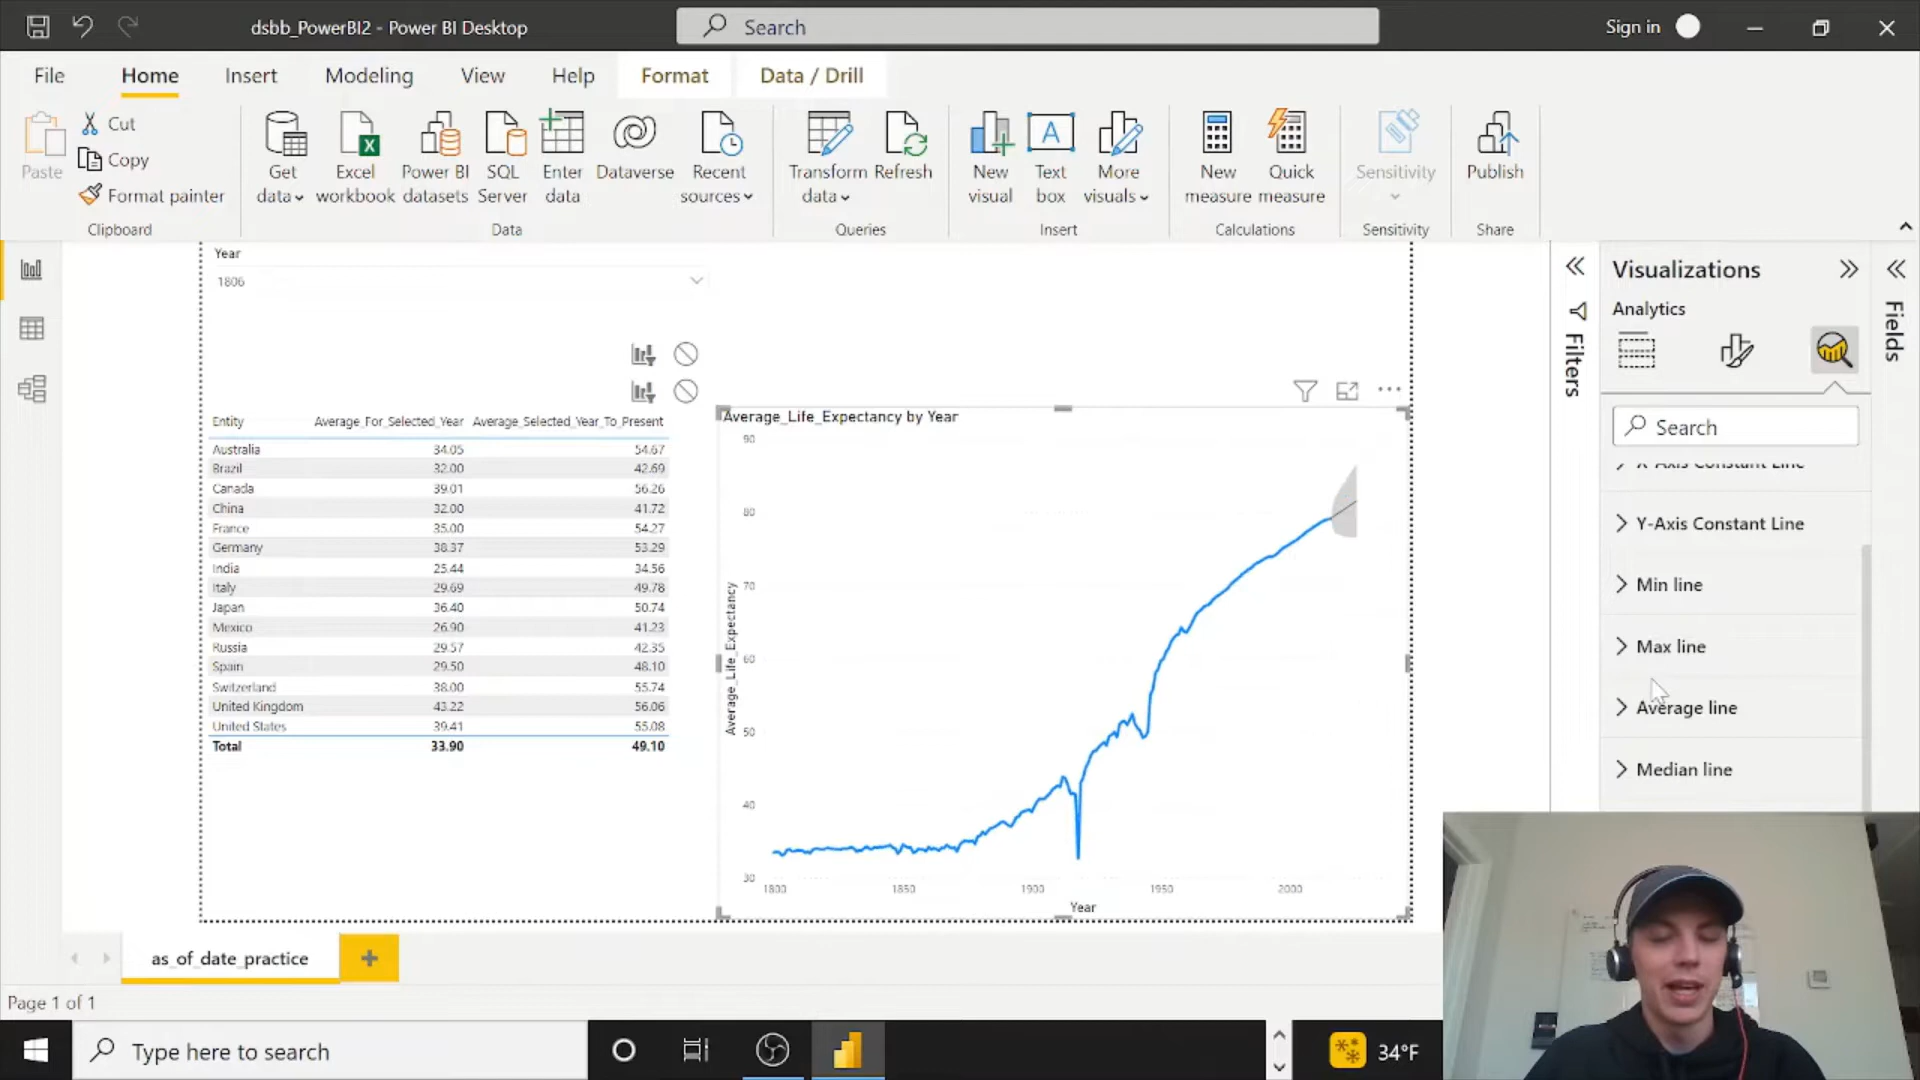 dsbb_PowerBI2 - Power BI Desktop
Search
Sign in
File
Home
Insert
Modeling
View
Help
Format
Data / Drill
Paste
Cut
Copy
Format painter
Clipboard
Get data
Excel workbook
Power BI datasets
SQL Server
Enter data
Dataverse
Recent sources
Data
Transform data
Refresh
Queries
New visual
Text box
More visuals
Insert
New measure
Quick measure
Calculations
Sensitivity
Sensitivity
Publish
Share
Year
1806
Entity Average_For_Selected_Year Average_Selected_Year_To_Present
Australia 34.05 54.67
Brazil 32.00 42.69
Canada 39.01 56.26
China 32.00 41.72
France 35.00 54.27
Germany 38.37 53.29
India 25.44 34.56
Italy 29.69 49.78
Japan 36.40 50.74
Mexico 26.90 41.23
Russia 29.57 42.35
Spain 29.50 48.10
Switzerland 38.00 55.74
United Kingdom 43.22 56.06
United States 39.41 55.08
Total 33.90 49.10
Average_Life_Expectancy by Year
90
80
70
60
50
40
30
Average_Life_Expectancy
1800 1850 1900 1950 2000
Year
Filters
Visualizations
Analytics
Search
X-Axis Constant Line
Y-Axis Constant Line
Min line
Max line
Average line
Median line
Fields
as_of_date_practice
Page 1 of 1
Type here to search
34°F